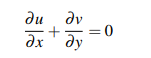 ∂u/∂x + ∂v/∂y = 0